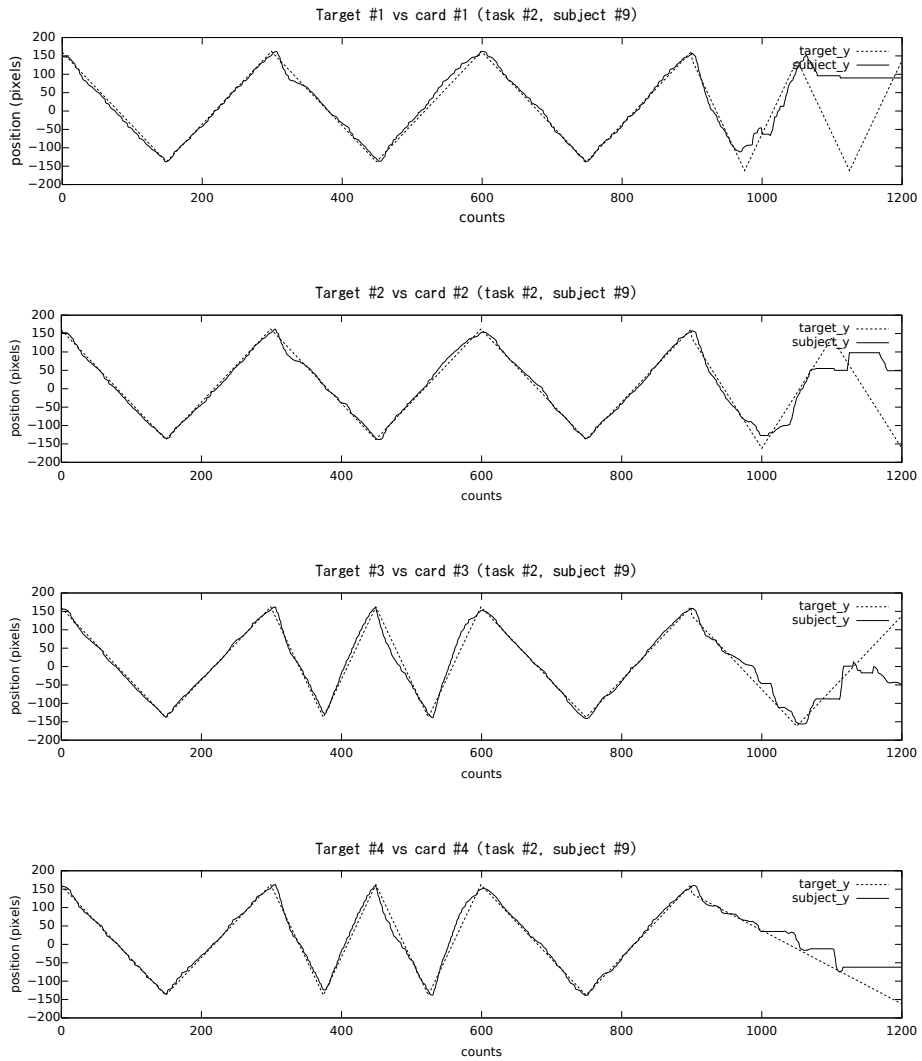 Target #1 vs card #1 (task #2, subject #9)
position (pixels)
200
150
100
50
0
−50
−100
−150
−200
target_y
subject_y
0 200 400 600 800 1000 1200
counts
Target #2 vs card #2 (task #2, subject #9)
position (pixels)
200
150
100
50
0
−50
−100
−150
−200
target_y
subject_y
0 200 400 600 800 1000 1200
counts
Target #3 vs card #3 (task #2, subject #9)
position (pixels)
200
150
100
50
0
−50
−100
−150
−200
target_y
subject_y
0 200 400 600 800 1000 1200
counts
Target #4 vs card #4 (task #2, subject #9)
position (pixels)
200
150
100
50
0
−50
−100
−150
−200
target_y
subject_y
0 200 400 600 800 1000 1200
counts